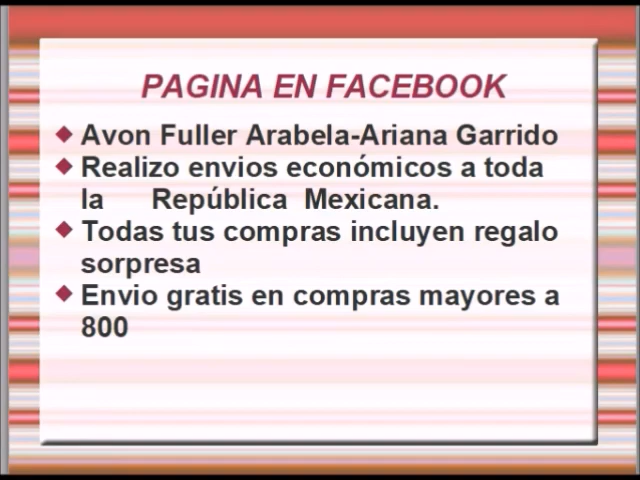 PAGINA EN FACEBOOK
Avon Fuller Arabela-Ariana Garrido
Realizo envios económicos a toda
la República Mexicana.
Todas tus compras incluyen regalo
sorpresa
Envio gratis en compras mayores a
800